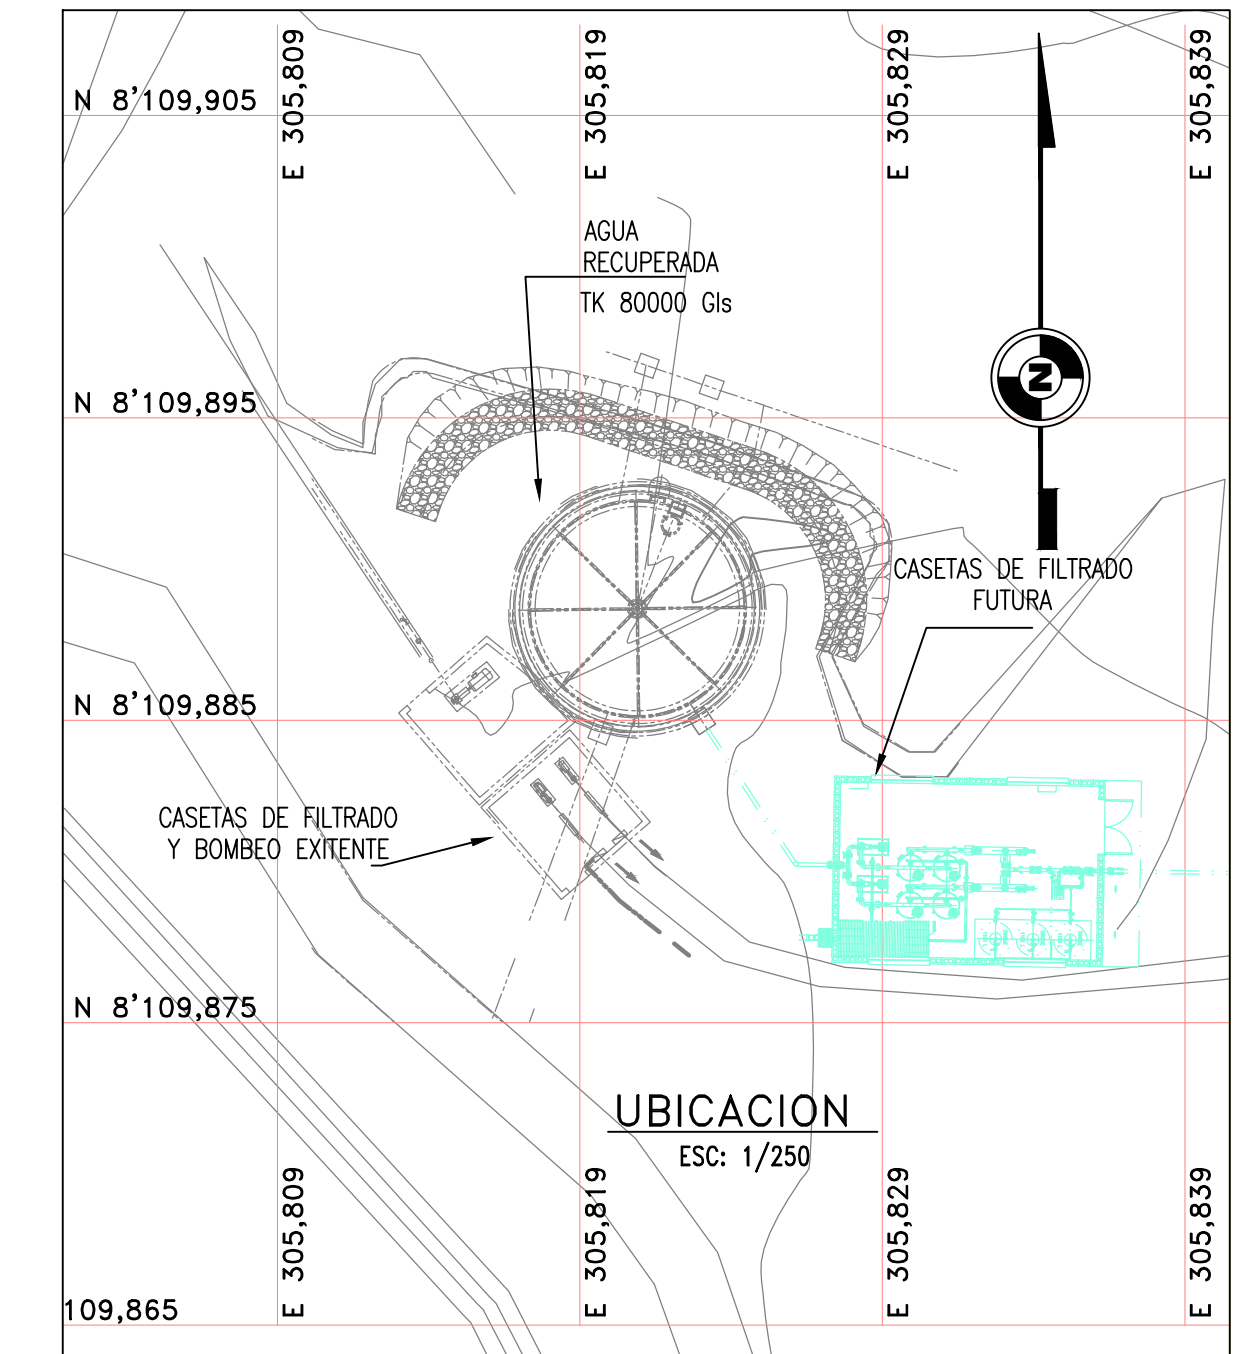 E 305,809
E 305,819
E 305,829
E 305,839
N 8'109,905
AGUA
RECUPERADA
TK 80000 Gls
N
N 8'109,895
CASETAS DE FILTRADO
FUTURA
N 8'109,885
CASETAS DE FILTRADO
Y BOMBEO EXITENTE
N 8'109,875
UBICACION
ESC: 1/250
E 305,809
E 305,819
E 305,829
E 305,839
109,865